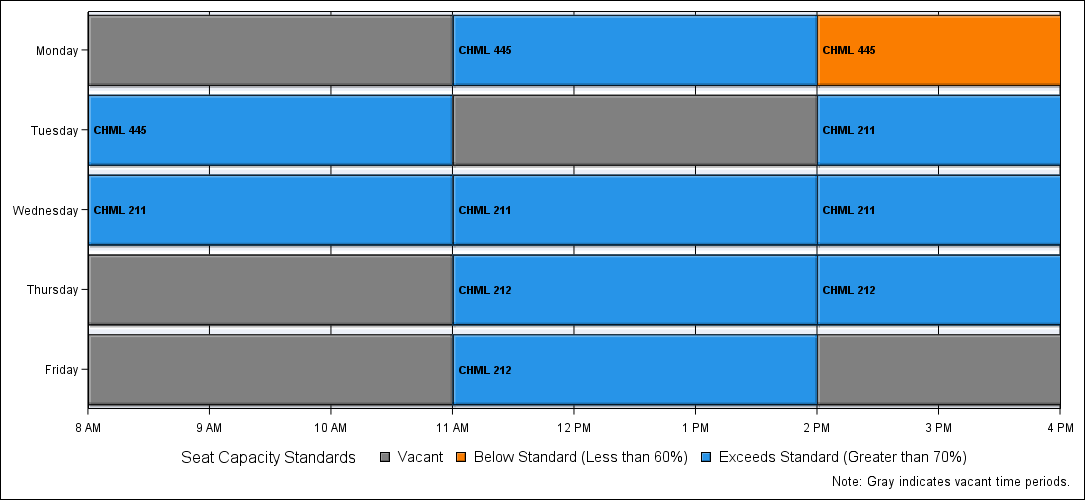 Monday
CHML 445
CHML 445
Tuesday
CHML 445
CHML 211
Wednesday
CHML 211
CHML 211
CHML 211
Thursday
CHML 212
CHML 212
Friday
CHML 212
8 AM 9 AM 10 AM 11 AM 12 PM 1 PM 2 PM 3 PM 4 PM
Seat Capacity Standards Vacant Below Standard (Less than 60%) Exceeds Standard (Greater than 70%)
Note: Gray indicates vacant time periods.